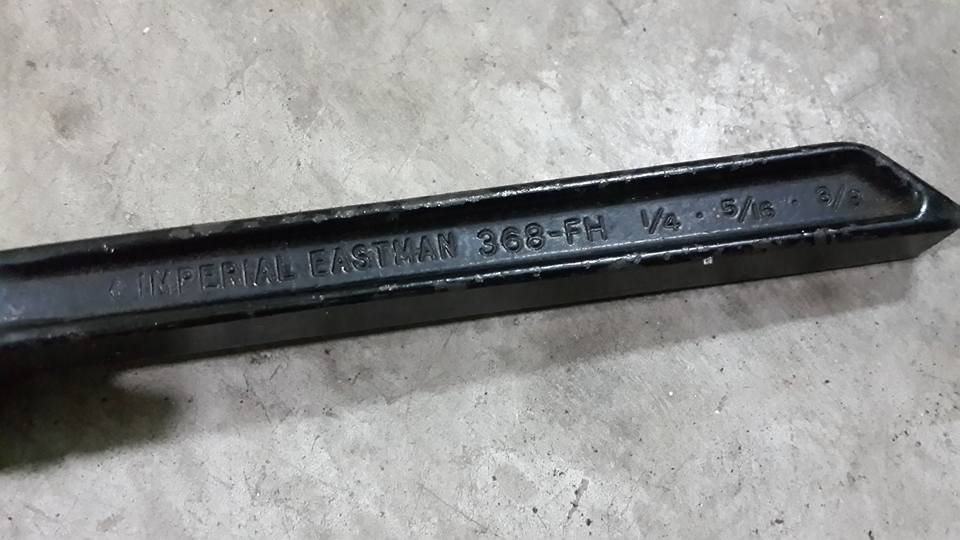 IMPERIAL EASTMAN 368-FH 1/4 · 5/16 · 3/8